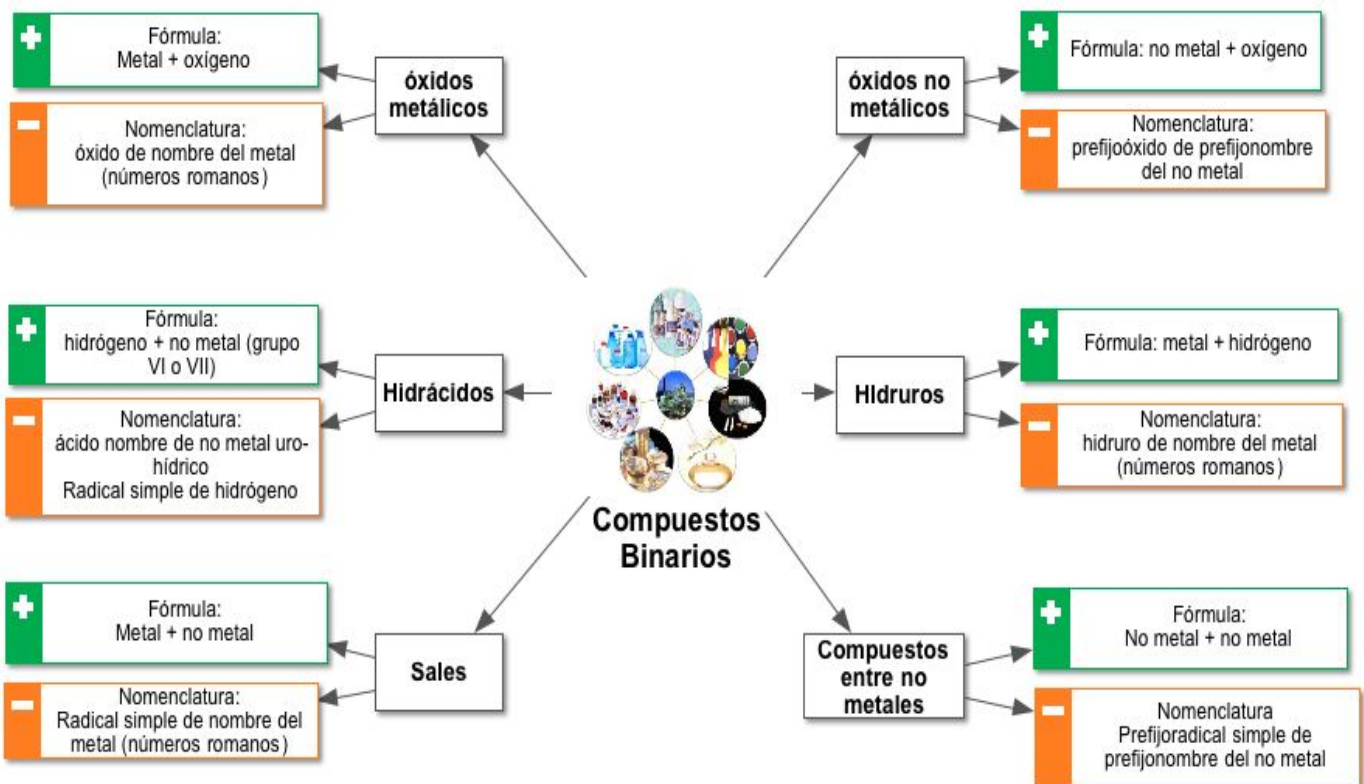 Fórmula:
Metal + oxígeno
óxidos
metálicos
Nomenclatura:
óxido de nombre del metal
(números romanos)
óxidos no
metálicos
Fórmula: no metal + oxígeno
Nomenclatura:
prefijoóxido de prefijonombre
del no metal
Fórmula:
hidrógeno + no metal (grupo
VI o VII)
Hidrácidos
Nomenclatura:
ácido nombre de no metal uro-
hídrico
Radical simple de hidrógeno
HIdruros
Fórmula: metal + hidrógeno
Nomenclatura:
hidruro de nombre del metal
(números romanos)
Compuestos
Binarios
Fórmula:
Metal + no metal
Sales
Nomenclatura:
Radical simple de nombre del
metal (números romanos)
Compuestos
entre no
metales
Fórmula:
No metal + no metal
Nomenclatura
Prefijoradical simple de
prefijonombre del no metal